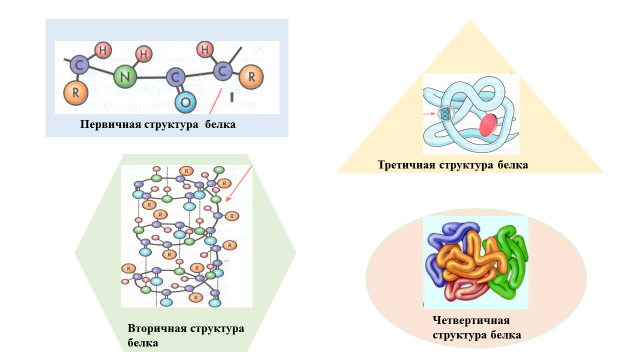 C
H
H
N
C
H
C
R
R
O
I
Первичная структура белка
Третичная структура белка
R
R
R
R
R
R
R
R
R
R
R
Вторичная структура
белка
Четвертичная
структура белка